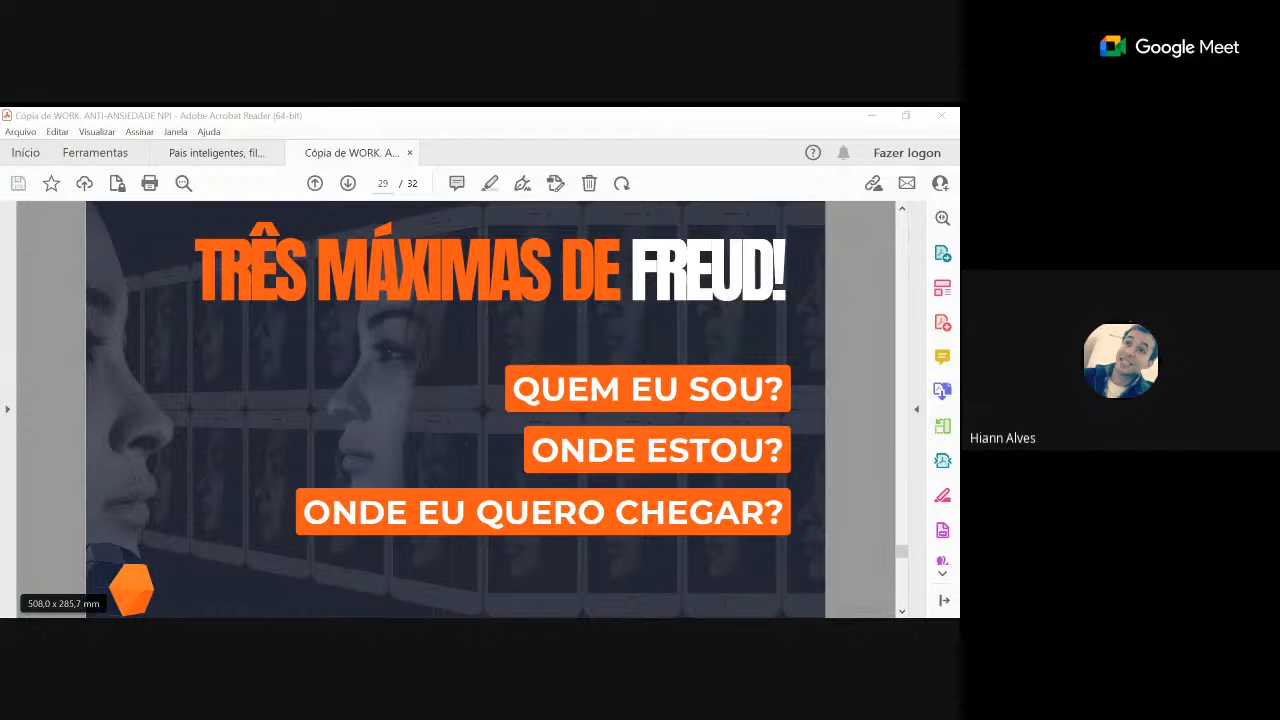 Google Meet
Cópia de WORK. ANTI-ANSIEDADE NPI - Adobe Acrobat Reader (64-bit)
Arquivo Editar Visualizar Assinar Janela Ajuda
Início Ferramentas País inteligentes, fil... Cópia de WORK. A... × Fazer logon
29 / 32
TRÊS MÁXIMAS DE FREUD!
QUEM EU SOU?
ONDE ESTOU?
ONDE EU QUERO CHEGAR?
Hiann Alves
508,0 x 285,7 mm